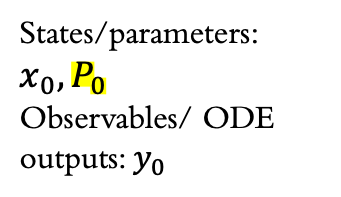 States/parameters:
x₀, P₀
Observables/ ODE
outputs: y₀